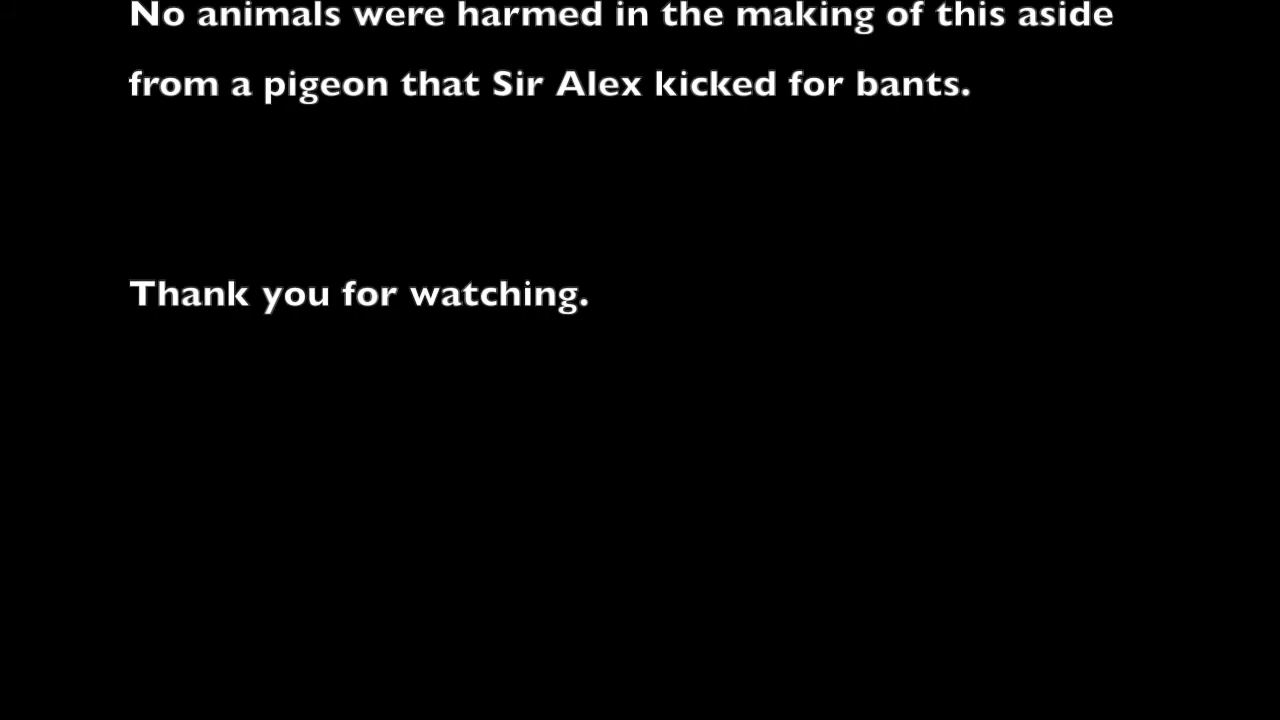 No animals were harmed in the making of this aside
from a pigeon that Sir Alex kicked for bants.
Thank you for watching.